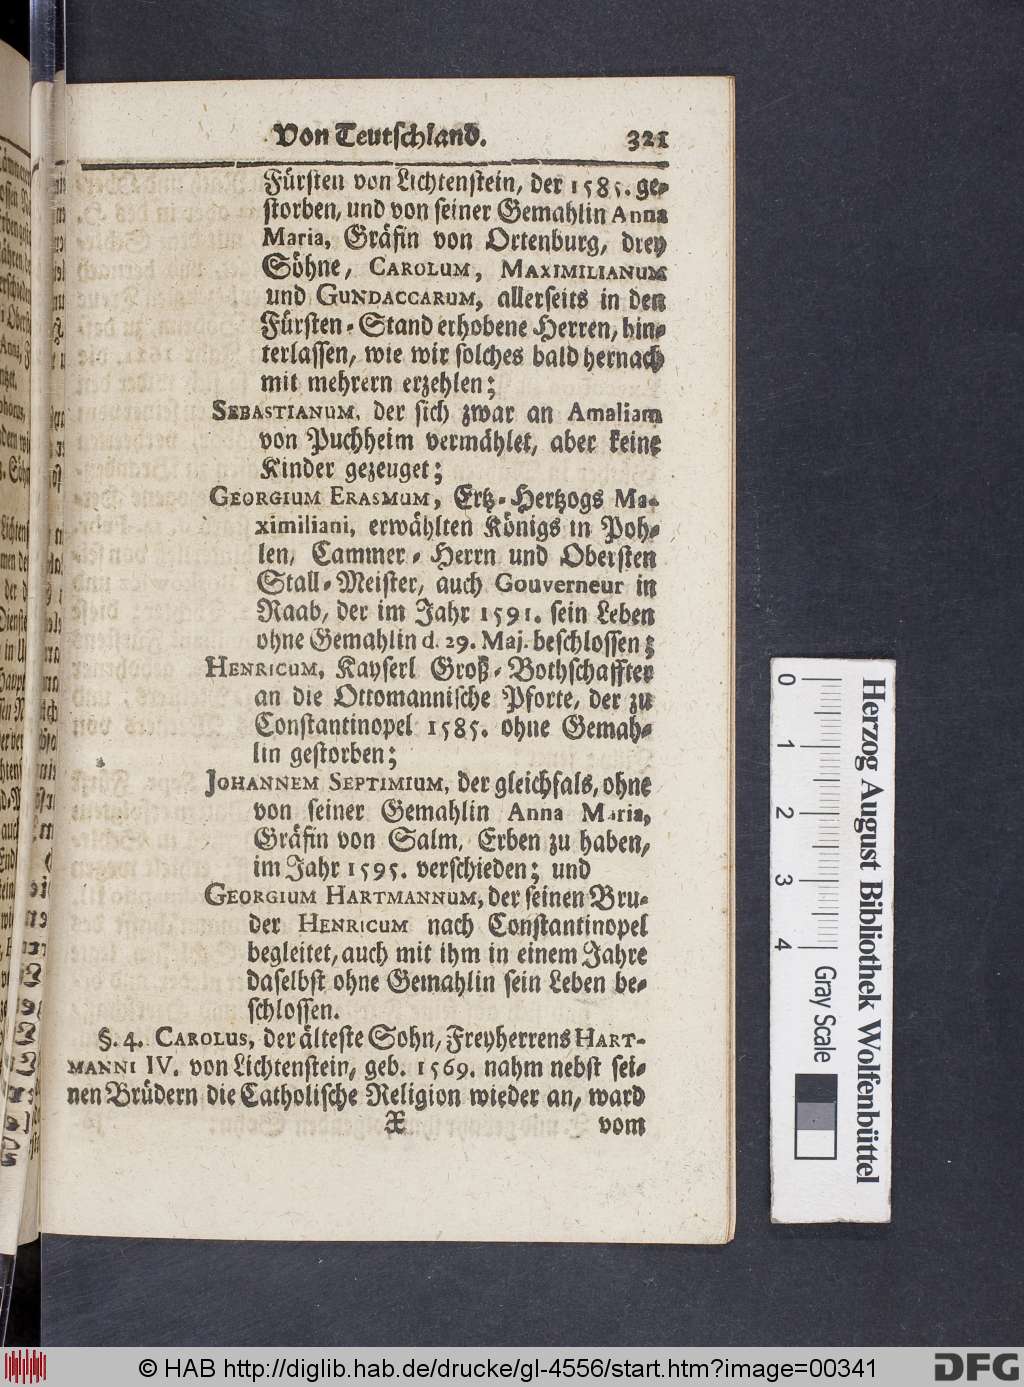 Von Teutschland. 321
Fürsten von Lichtenstein, der 1585. ge-
storben, und von seiner Gemahlin Anna
Maria, Gräfin von Ortenburg, drey
Söhne, CAROLUM, MAXIMILIANUM
und GUNDACCARUM, allerseits in den
Fürsten-Stand erhobene Herren, hin-
terlassen, wie wir solches bald hernach
mit mehrern erzehlen;
SEBASTIANUM, der sich zwar an Amaliam
von Puchheim vermählet, aber keine
Kinder gezeuget;
GEORGIUM ERASMUM, Ertz-Hertzogs Ma-
ximiliani, erwählten Königs in Poh-
len, Cammer-Herrn und Obersten
Stall-Meister, auch Gouverneur in
Raab, der im Jahr 1591. sein Leben
ohne Gemahlin d. 29. Maj. beschlossen;
HENRICUM, Kayserl Groß-Bothschaffter
an die Ottomannische Pforte, der zu
Constantinopel 1585. ohne Gemah-
lin gestorben;
JOHANNEM SEPTIMIUM, der gleichfals, ohne
von seiner Gemahlin Anna Maria,
Gräfin von Salm, Erben zu haben,
im Jahr 1595. verschieden; und
GEORGIUM HARTMANNUM, der seinen Bru-
der HENRICUM nach Constantinopel
begleitet, auch mit ihm in einem Jahre
daselbst ohne Gemahlin sein Leben be-
schlossen.
§. 4. CAROLUS, der älteste Sohn, Freyherrens HART-
MANNI IV. von Lichtenstein, geb. 1569. nahm nebst sei-
nen Brüdern die Catholische Religion wieder an, ward
X vom
0 1 2 3 4 Gray Scale
Herzog August Bibliothek Wolfenbüttel
© HAB http://diglib.hab.de/drucke/gl-4556/start.htm?image=00341
DFG